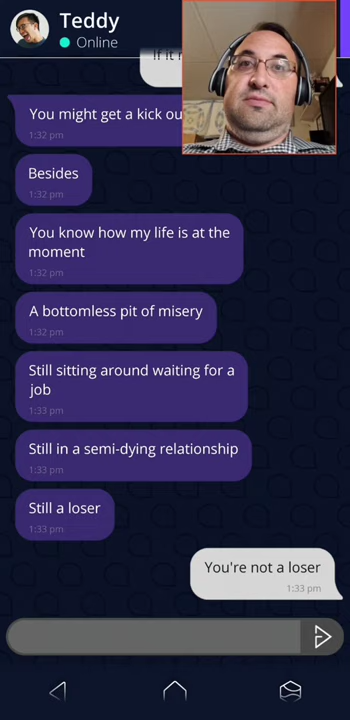 Teddy
Online
If it
You might get a kick ou
1:32 pm
Besides
1:32 pm
You know how my life is at the
moment
1:32 pm
A bottomless pit of misery
1:32 pm
Still sitting around waiting for a
job
1:33 pm
Still in a semi-dying relationship
1:33 pm
Still a loser
1:33 pm
You're not a loser
1:33 pm